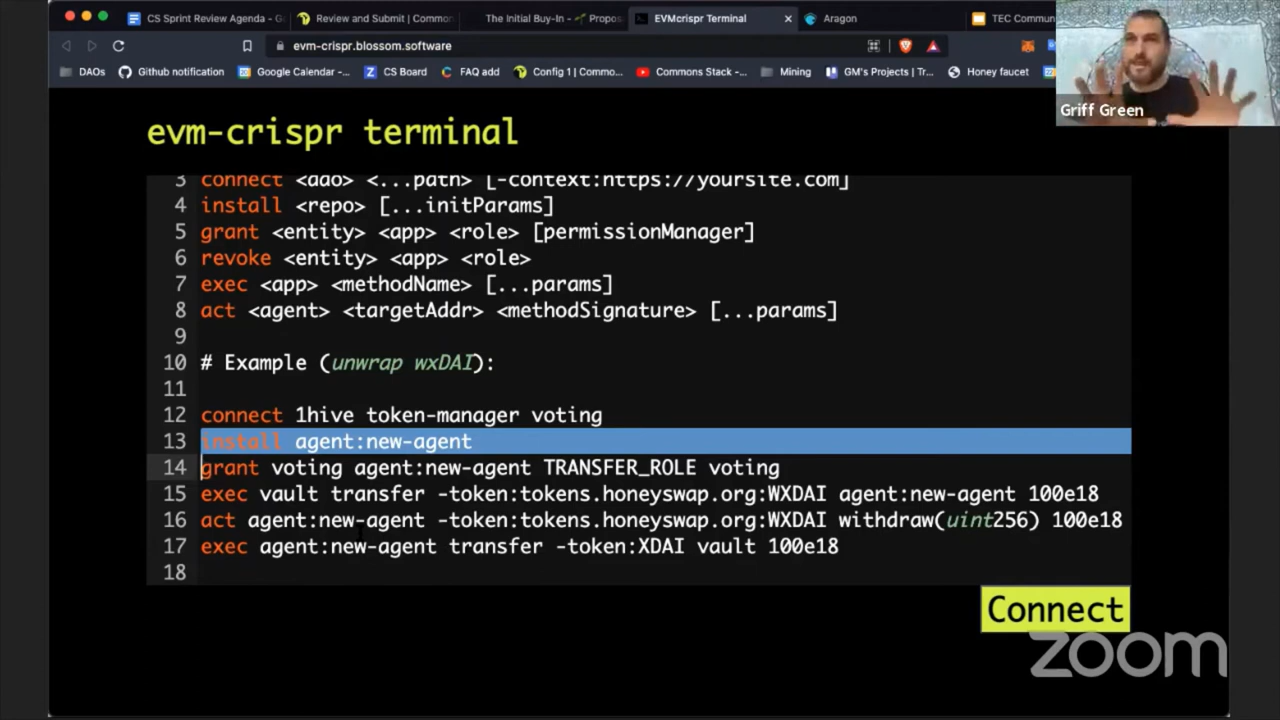 CS Sprint Review Agenda - G
Review and Submit | Common
The Initial Buy-In - 🌱 Propos
EVMcrispr Terminal
Aragon
TEC Commun
evm-crispr.blossom.software
DAOs
Github notification
Google Calendar -...
CS Board
FAQ add
Config 1 | Commo...
Commons Stack -...
Mining
GM's Projects | Tr...
Honey faucet
Griff Green
evm-crispr terminal
3 connect <dao> <...path> [-context:https://yoursite.com]
4 install <repo> [...initParams]
5 grant <entity> <app> <role> [permissionManager]
6 revoke <entity> <app> <role>
7 exec <app> <methodName> [...params]
8 act <agent> <targetAddr> <methodSignature> [...params]
9
10 # Example (unwrap wxDAI):
11
12 connect 1hive token-manager voting
13 install agent:new-agent
14 grant voting agent:new-agent TRANSFER_ROLE voting
15 exec vault transfer -token:tokens.honeyswap.org:WXDAI agent:new-agent 100e18
16 act agent:new-agent -token:tokens.honeyswap.org:WXDAI withdraw(uint256) 100e18
17 exec agent:new-agent transfer -token:XDAI vault 100e18
18
Connect
zoom